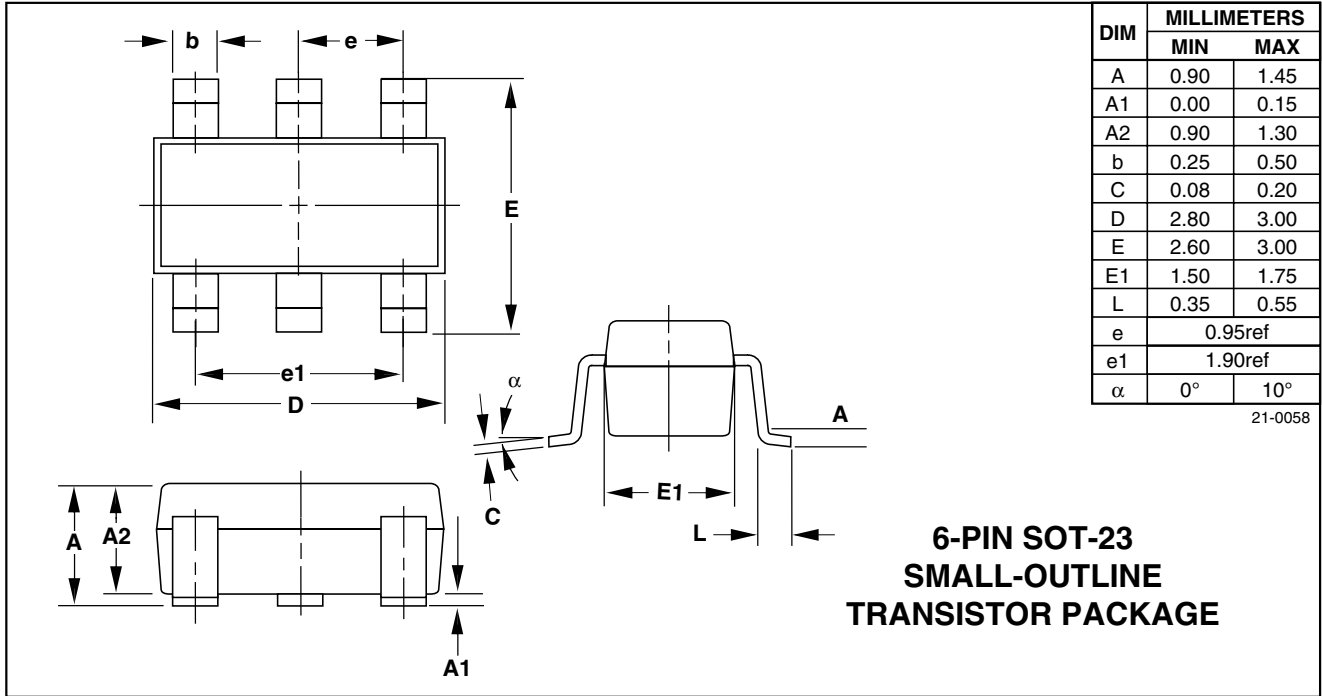 b
e
E
e1
D
α
A
C
E1
L
A
A2
A1
DIM MILLIMETERS
MIN MAX
A 0.90 1.45
A1 0.00 0.15
A2 0.90 1.30
b 0.25 0.50
C 0.08 0.20
D 2.80 3.00
E 2.60 3.00
E1 1.50 1.75
L 0.35 0.55
e 0.95ref
e1 1.90ref
α 0° 10°
21-0058
6-PIN SOT-23
SMALL-OUTLINE
TRANSISTOR PACKAGE